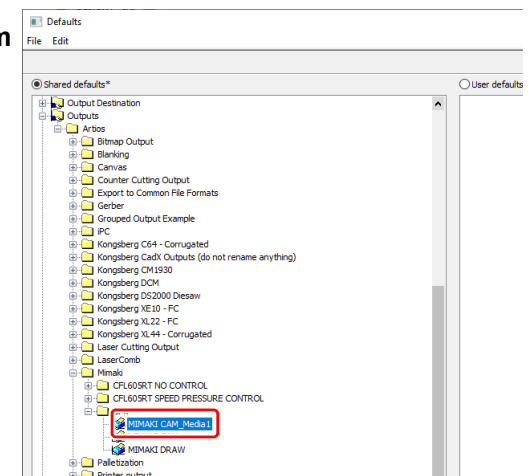 Defaults
File Edit
Shared defaults*
User defaults
Output Destination
Outputs
Artios
Bitmap Output
Blanking
Canvas
Counter Cutting Output
Export to Common File Formats
Gerber
Grouped Output Example
iPC
Kongsberg C64 - Corrugated
Kongsberg CadX Outputs (do not rename anything)
Kongsberg CM1930
Kongsberg DCM
Kongsberg DS2000 Diesaw
Kongsberg XE10 - FC
Kongsberg XL22 - FC
Kongsberg XL44 - Corrugated
Laser Cutting Output
LaserComb
Mimaki
CFL605RT NO CONTROL
CFL605RT SPEED PRESSURE CONTROL
MIMAKI CAM_Media1
MIMAKI DRAW
Palletization
Printer output